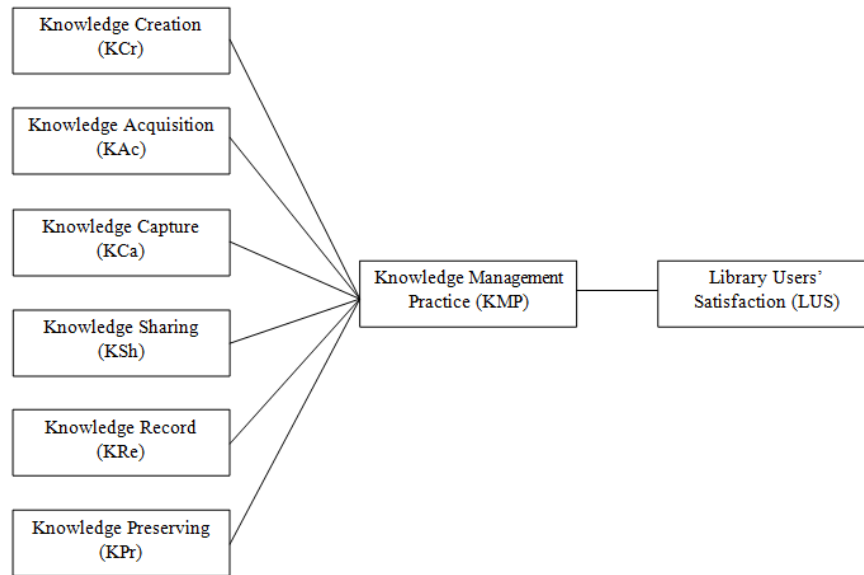 Knowledge Creation
(KCr)
Knowledge Acquisition
(KAc)
Knowledge Capture
(KCa)
Knowledge Sharing
(KSh)
Knowledge Record
(KRe)
Knowledge Preserving
(KPr)
Knowledge Management
Practice (KMP)
Library Users’
Satisfaction (LUS)